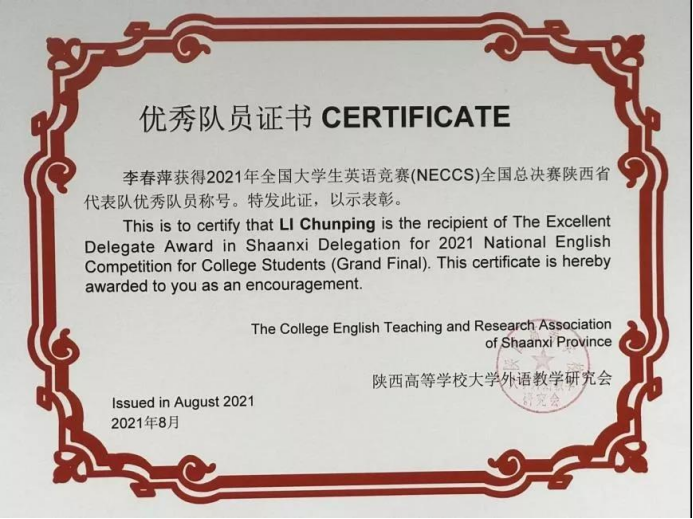 优秀队员证书 CERTIFICATE
李春萍获得2021年全国大学生英语竞赛(NECCS)全国总决赛陕西省
代表队优秀队员称号。特发此证，以示表彰。
This is to certify that LI Chunping is the recipient of The Excellent
Delegate Award in Shaanxi Delegation for 2021 National English
Competition for College Students (Grand Final). This certificate is hereby
awarded to you as an encouragement.
The College English Teaching and Research Association
of Shaanxi Province
陕西高等学校大学外语教学研究会
研究会
Issued in August 2021
2021年8月